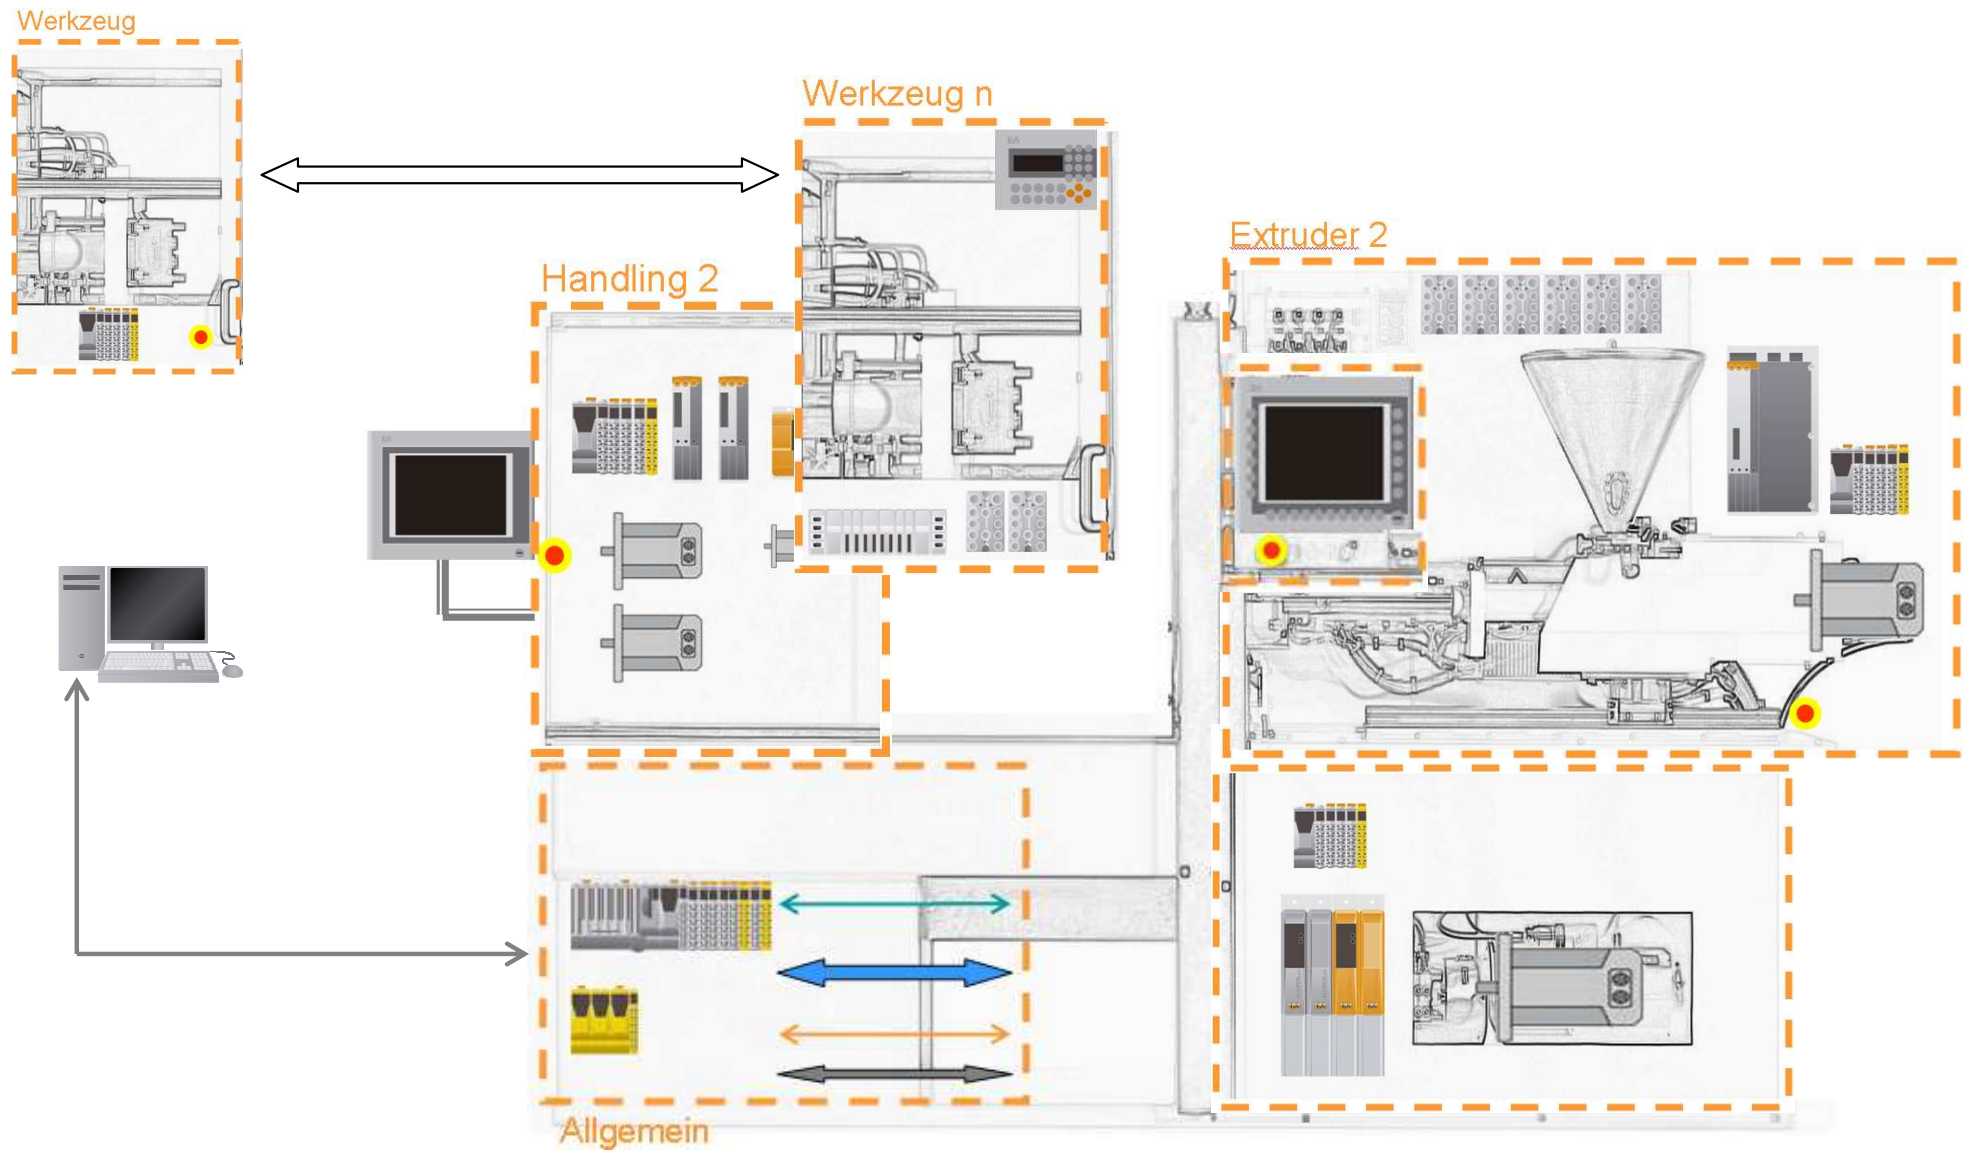 Werkzeug
Werkzeug n
Extruder 2
Handling 2
Allgemein